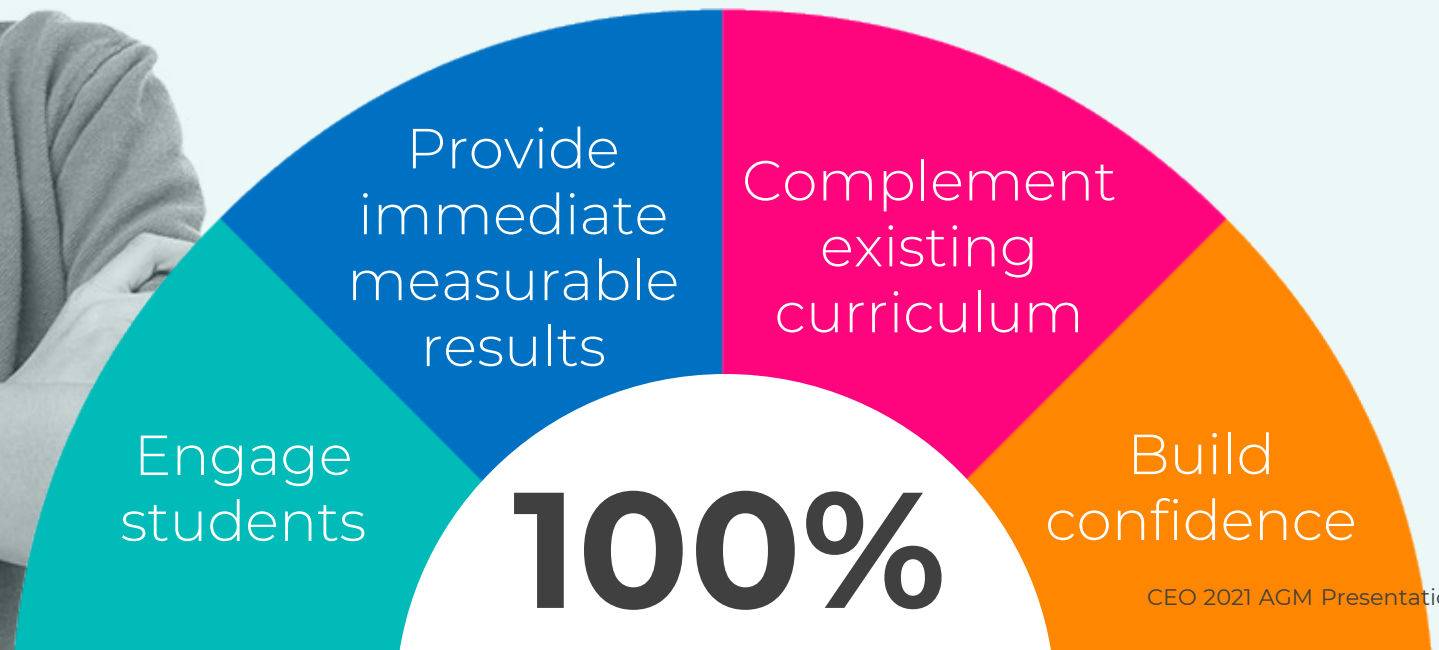 Engage
students
Provide
immediate
measurable
results
Complement
existing
curriculum
Build
confidence
100%
CEO 2021 AGM